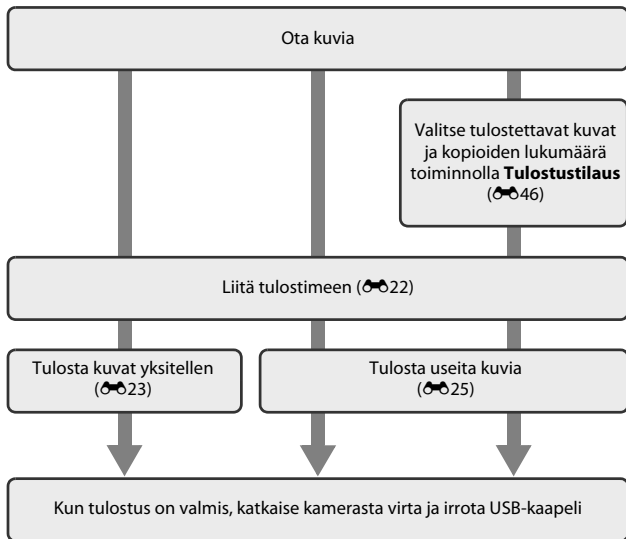 Ota kuvia
Valitse tulostettavat kuvat
ja kopioiden lukumäärä
toiminnolla Tulostustilaus
(46)
Liitä tulostimeen (22)
Tulosta kuvat yksitellen
(23)
Tulosta useita kuvia
(25)
Kun tulostus on valmis, katkaise kamerasta virta ja irrota USB-kaapeli